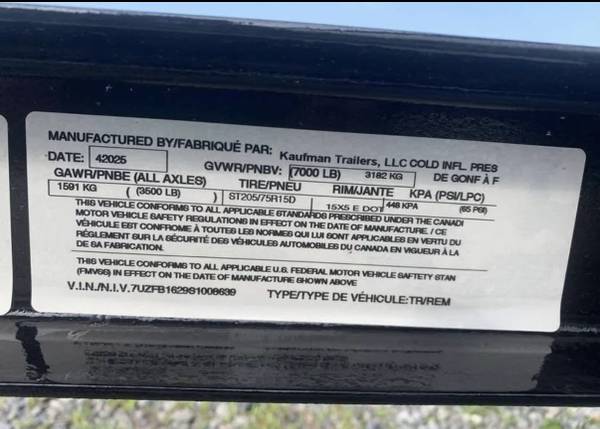 MANUFACTURED BY/FABRIQUÉ PAR: Kaufman Trailers, LLC COLD INFL. PRES
DATE: 42025 GVWR/PNBV: (7000 LB) 3182 KG DE GONF À F
GAWR/PNBE (ALL AXLES) TIRE/PNEU RIM/JANTE KPA (PSI/LPC)
1591 KG (3500 LB) ST205/75R15D 15X5 E DOT 448 KPA (65 PSI)
THIS VEHICLE CONFORMS TO ALL APPLICABLE STANDARDS PRESCRIBED UNDER THE CANADI
MOTOR VEHICLE SAFETY REGULATIONS IN EFFECT ON THE DATE OF MANUFACTURE. / CE
VÉHICULE EST CONFORME À TOUTES LES NORMES QUI LUI SONT APPLICABLES EN VERTU DU
RÈGLEMENT SUR LA SÉCURITÉ DES VÉHICULES AUTOMOBILES DU CANADA EN VIGUEUR À LA
DE SA FABRICATION.
THIS VEHICLE CONFORMS TO ALL APPLICABLE U.S. FEDERAL MOTOR VEHICLE SAFETY STAN
(FMVSS) IN EFFECT ON THE DATE OF MANUFACTURE SHOWN ABOVE
V.I.N./N.I.V.7UZFB1629S1008639 TYPE/TYPE DE VÉHICULE:TR/REM